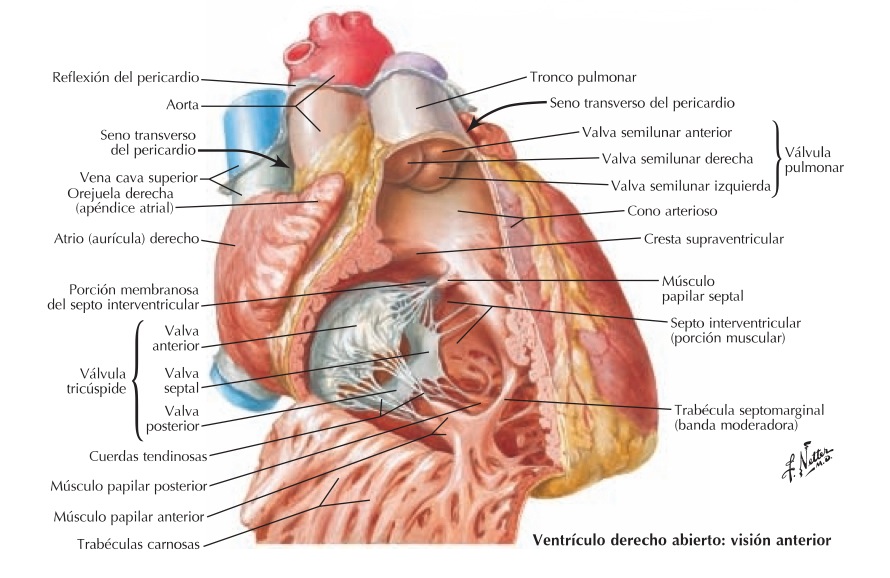 Reflexión del pericardio
Aorta
Seno transverso
del pericardio
Vena cava superior
Orejuela derecha
(apéndice atrial)
Atrio (aurícula) derecho
Porción membranosa
del septo interventricular
Válvula
tricúspide
Valva
anterior
Valva
septal
Valva
posterior
Cuerdas tendinosas
Músculo papilar posterior
Músculo papilar anterior
Trabéculas carnosas
Tronco pulmonar
Seno transverso del pericardio
Valva semilunar anterior
Valva semilunar derecha
Valva semilunar izquierda
Válvula
pulmonar
Cono arterioso
Cresta supraventricular
Músculo
papilar septal
Septo interventricular
(porción muscular)
Trabécula septomarginal
(banda moderadora)
F. Netter
M.D.
Ventrículo derecho abierto: visión anterior